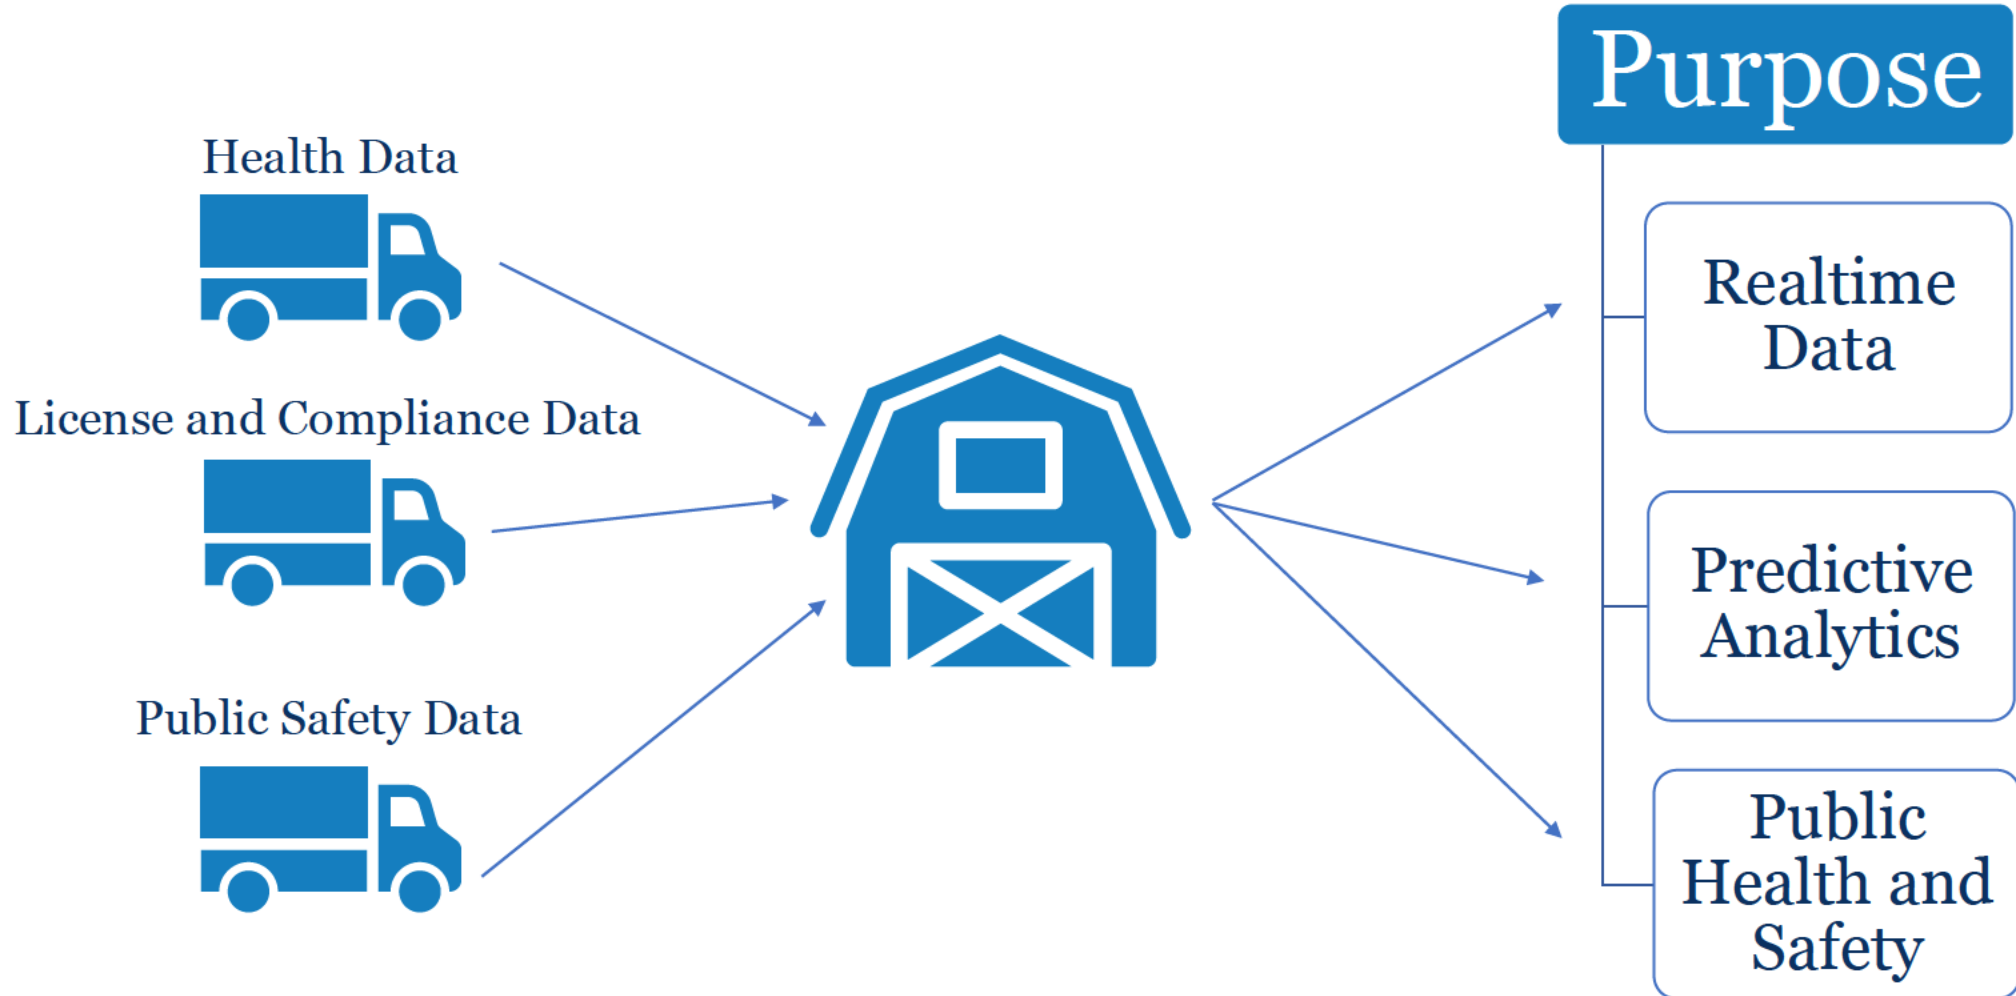 Purpose
Health Data
License and Compliance Data
Public Safety Data
Realtime
Data
Predictive
Analytics
Public
Health and
Safety